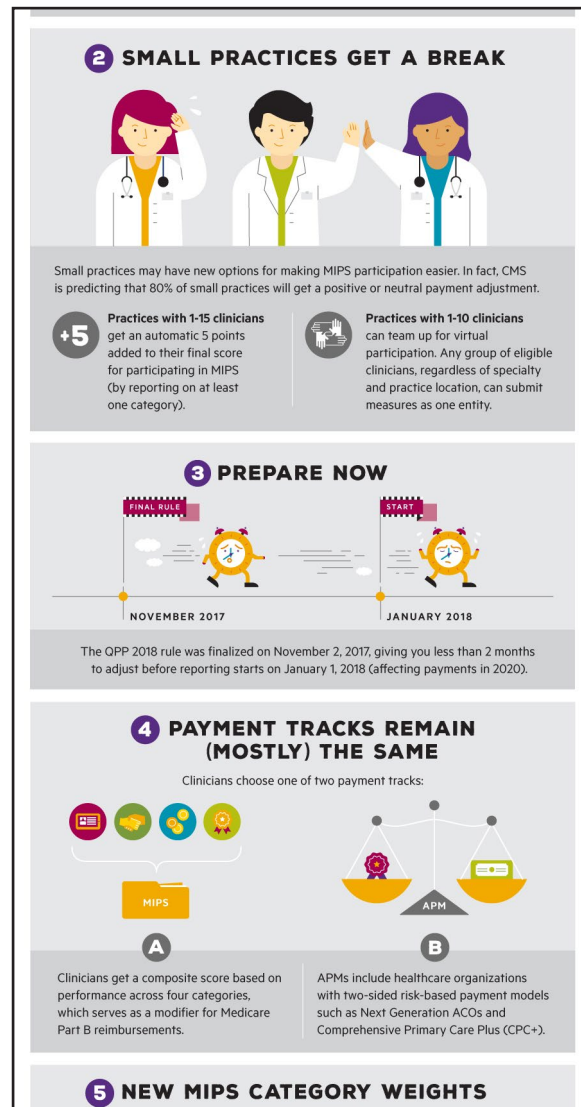 2 SMALL PRACTICES GET A BREAK
Small practices may have new options for making MIPS participation easier. In fact, CMS
is predicting that 80% of small practices will get a positive or neutral payment adjustment.
+5
Practices with 1-15 clinicians
get an automatic 5 points
added to their final score
for participating in MIPS
(by reporting on at least
one category).
Practices with 1-10 clinicians
can team up for virtual
participation. Any group of eligible
clinicians, regardless of specialty
and practice location, can submit
measures as one entity.
3 PREPARE NOW
FINAL RULE
START
NOVEMBER 2017
JANUARY 2018
The QPP 2018 rule was finalized on November 2, 2017, giving you less than 2 months
to adjust before reporting starts on January 1, 2018 (affecting payments in 2020).
4 PAYMENT TRACKS REMAIN
(MOSTLY) THE SAME
Clinicians choose one of two payment tracks:
MIPS
APM
A
Clinicians get a composite score based on
performance across four categories,
which serves as a modifier for Medicare
Part B reimbursements.
B
APMs include healthcare organizations
with two-sided risk-based payment models
such as Next Generation ACOs and
Comprehensive Primary Care Plus (CPC+).
5 NEW MIPS CATEGORY WEIGHTS